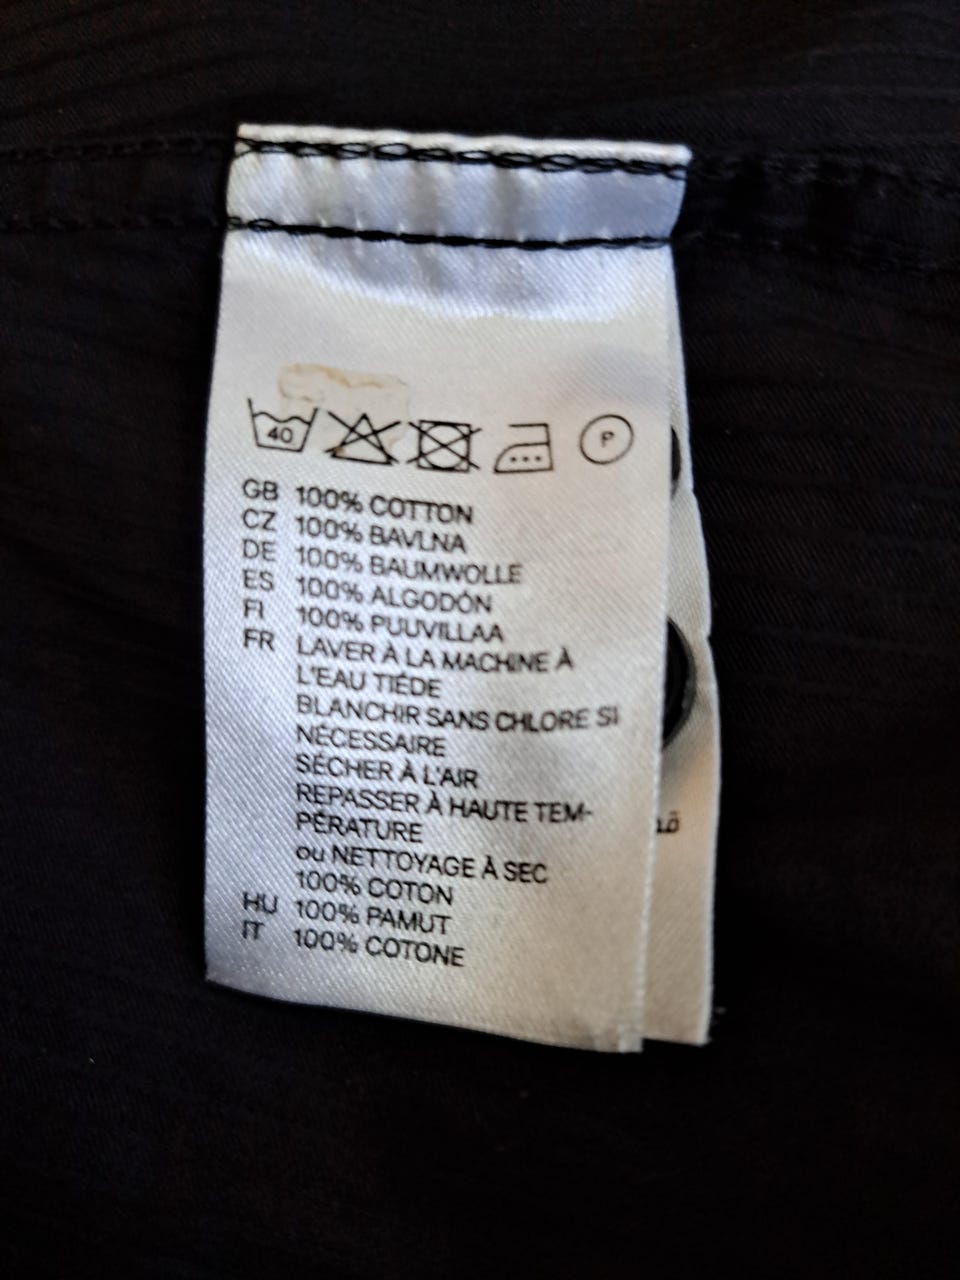 40
P
GB 100% COTTON
CZ 100% BAVLNA
DE 100% BAUMWOLLE
ES 100% ALGODÓN
FI 100% PUUVILLAA
FR LAVER À LA MACHINE À
L'EAU TIÉDE
BLANCHIR SANS CHLORE SI
NÉCESSAIRE
SÉCHER À L'AIR
REPASSER À HAUTE TEM-
PÉRATURE
ou NETTOYAGE À SEC
100% COTON
HU 100% PAMUT
IT 100% COTONE